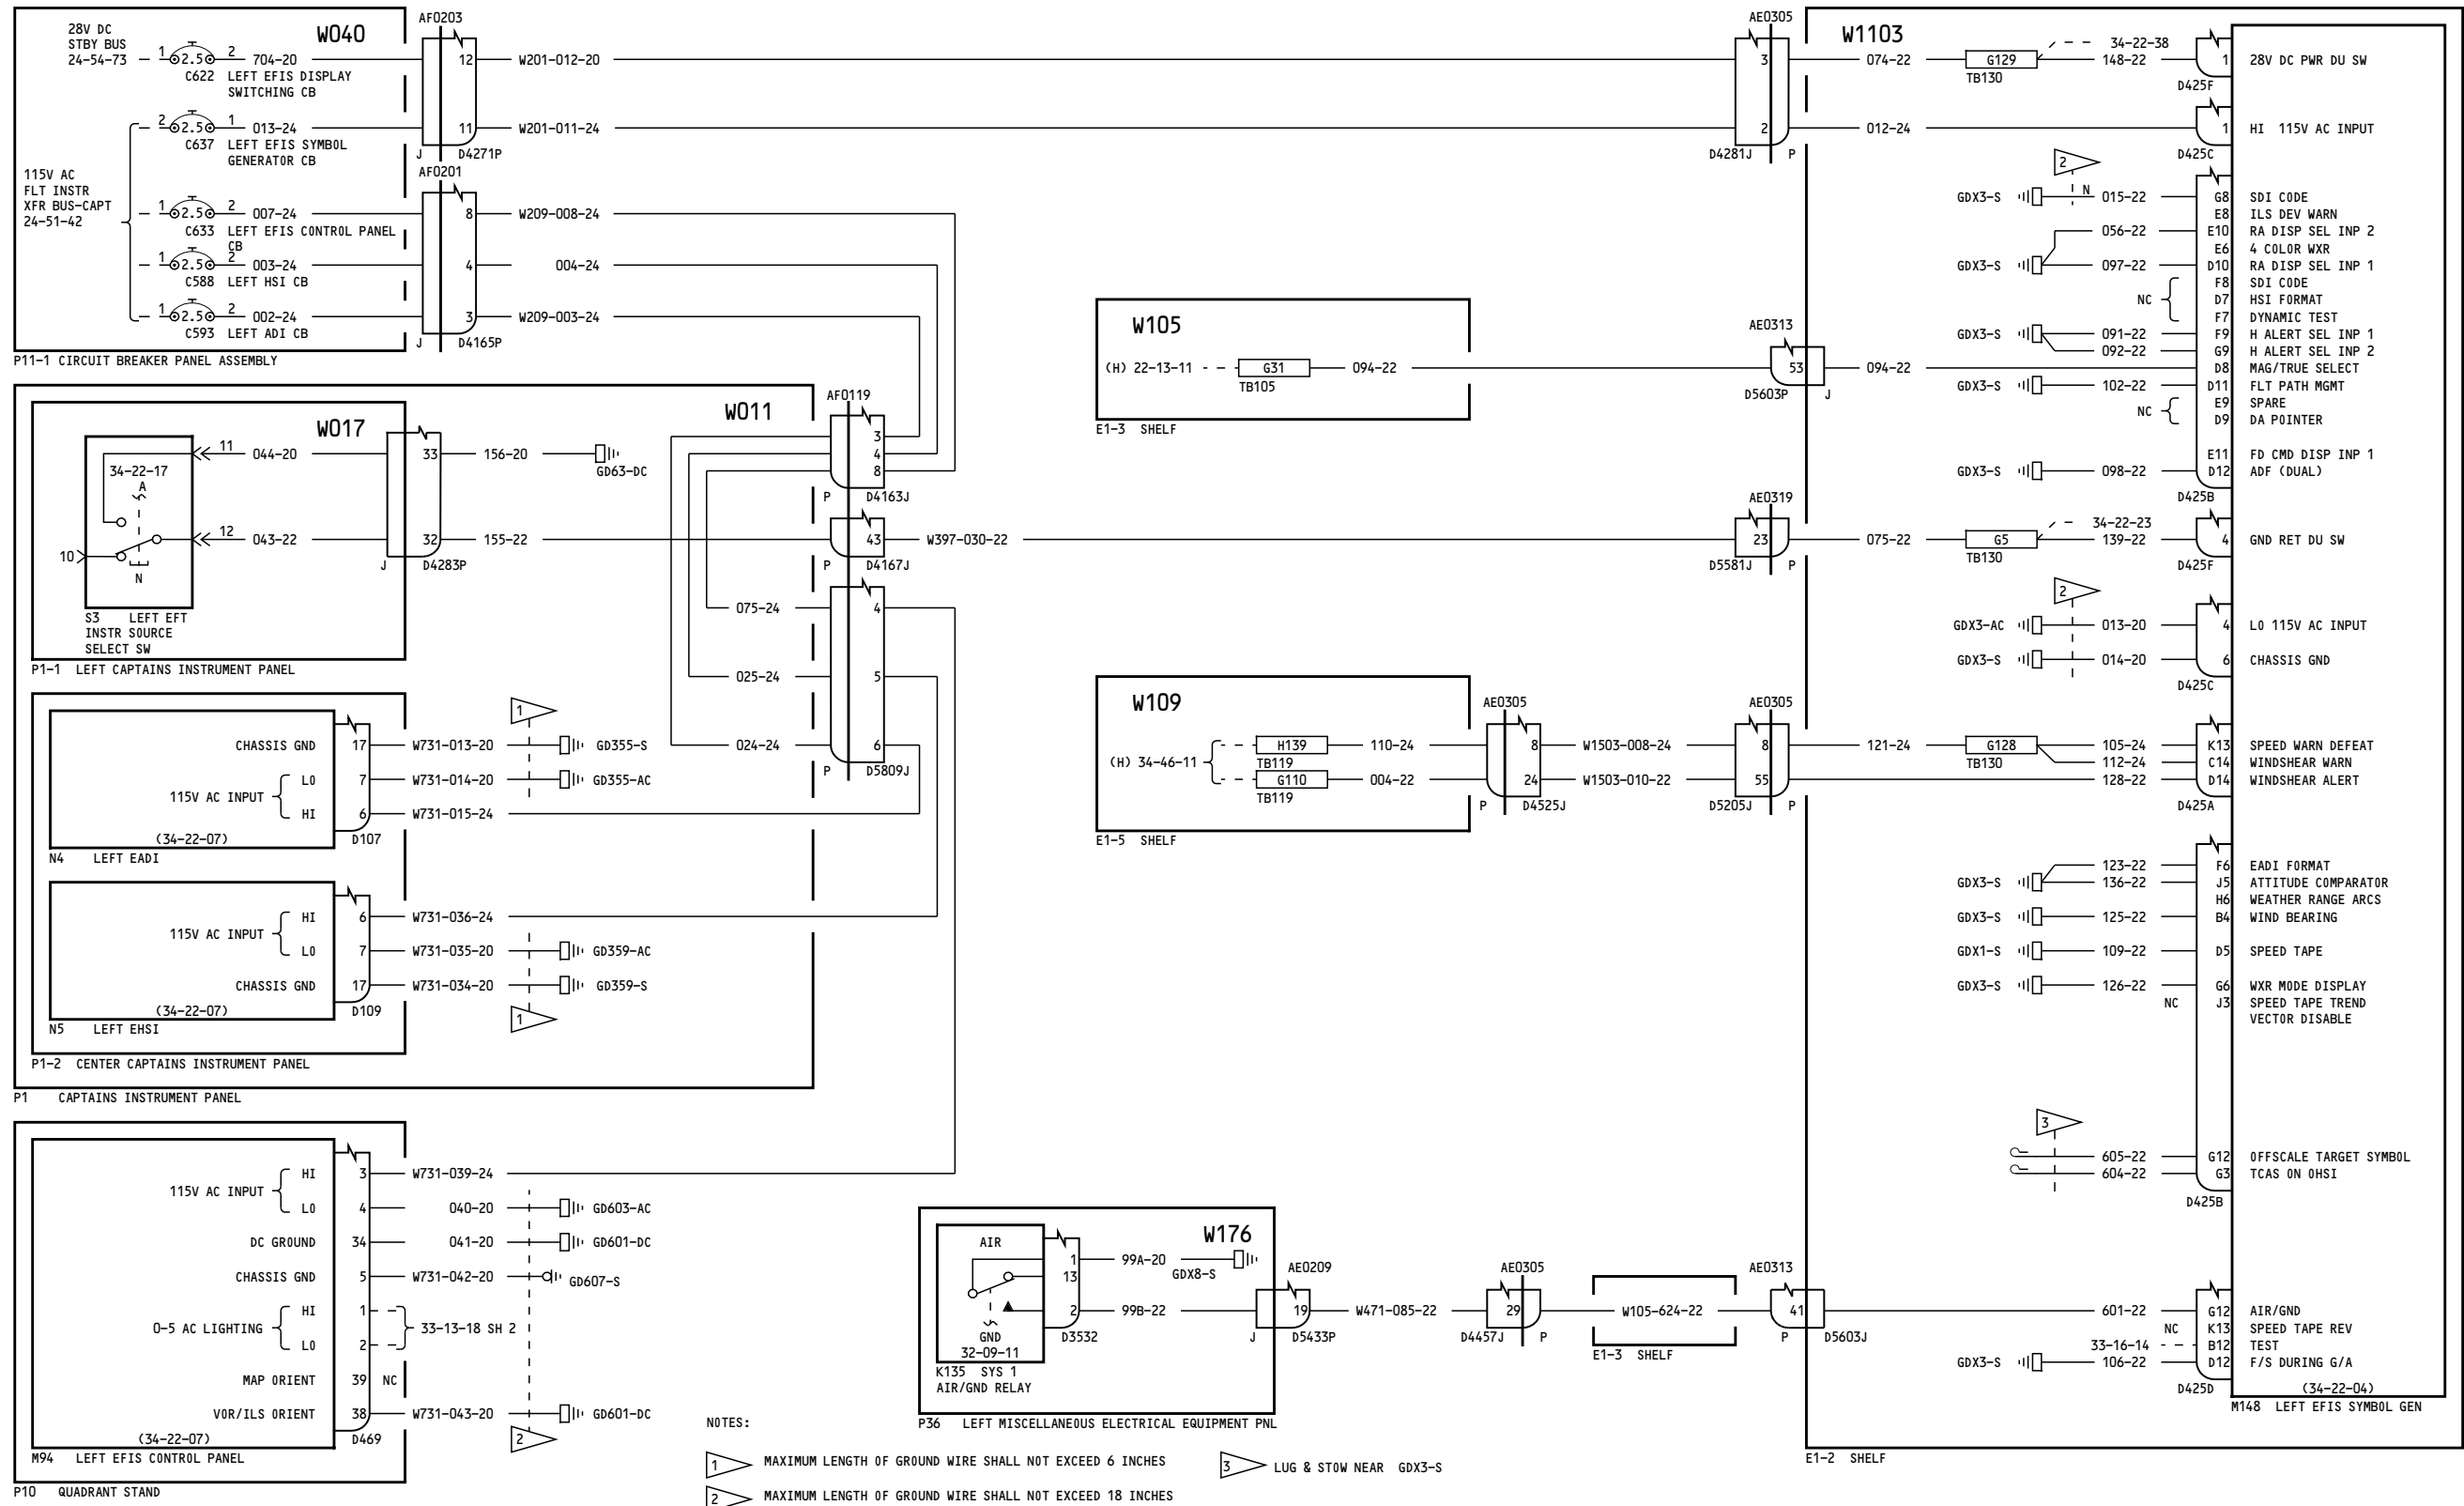 28V DC
STBY BUS
24-54-73
W040
1 2.5 2 704-20
C622 LEFT EFIS DISPLAY
SWITCHING CB
2 2.5 1 013-24
C637 LEFT EFIS SYMBOL
GENERATOR CB
115V AC
FLT INSTR
XFR BUS-CAPT
24-51-42
1 2.5 2 007-24
C633 LEFT EFIS CONTROL PANEL
CB
1 2.5 2 003-24
C588 LEFT HSI CB
1 2.5 2 002-24
C593 LEFT ADI CB
P11-1 CIRCUIT BREAKER PANEL ASSEMBLY
AF0203
12 W201-012-20
11 W201-011-24
J D4271P
AF0201
8 W209-008-24
4 004-24
3 W209-003-24
J D4165P
W011
W017
34-22-17
A
11 044-20
12 043-22
10
N
S3 LEFT EFT
INSTR SOURCE
SELECT SW
33 156-20
GD63-DC
32 155-22
J D4283P
P1-1 LEFT CAPTAINS INSTRUMENT PANEL
AF0119
3
4
8
P D4163J
43 W397-030-22
P D4167J
075-24 4
025-24 5
024-24 6
P D5809J
1
CHASSIS GND 17 W731-013-20 GD355-S
115V AC INPUT
LO 7 W731-014-20 GD355-AC
HI 6 W731-015-24
(34-22-07) D107
N4 LEFT EADI
115V AC INPUT
HI 6 W731-036-24
LO 7 W731-035-20 GD359-AC
CHASSIS GND 17 W731-034-20 GD359-S
(34-22-07) D109
1
N5 LEFT EHSI
P1-2 CENTER CAPTAINS INSTRUMENT PANEL
P1 CAPTAINS INSTRUMENT PANEL
115V AC INPUT
HI 3 W731-039-24
LO 4 040-20 GD603-AC
DC GROUND 34 041-20 GD601-DC
CHASSIS GND 5 W731-042-20 GD607-S
0-5 AC LIGHTING
HI 1
LO 2
33-13-18 SH 2
MAP ORIENT 39 NC
VOR/ILS ORIENT 38 W731-043-20 GD601-DC
(34-22-07) D469
2
M94 LEFT EFIS CONTROL PANEL
P10 QUADRANT STAND
W105
(H) 22-13-11 G31 094-22
TB105
E1-3 SHELF
W109
(H) 34-46-11
H139 110-24
TB119
G110 004-22
TB119
E1-5 SHELF
AE0305
8 W1503-008-24
24 W1503-010-22
P D4525J
AE0305
8
55
D5205J P
W176
AIR
1 99A-20
GDX8-S
13
2 99B-22
GND
32-09-11
D3532
K135 SYS 1
AIR/GND RELAY
P36 LEFT MISCELLANEOUS ELECTRICAL EQUIPMENT PNL
AE0209
19 W471-085-22
J D5433P
AE0305
29
D4457J P
W105-624-22
E1-3 SHELF
AE0313
41
P D5603J
AE0305
3
2
D4281J P
AE0313
53
D5603P J
AE0319
23
D5581J P
W1103
34-22-38
074-22 G129 148-22 1 28V DC PWR DU SW
TB130 D425F
012-24 1 HI 115V AC INPUT
D425C
2
GDX3-S N 015-22 G8 SDI CODE
E8 ILS DEV WARN
056-22 E10 RA DISP SEL INP 2
E6 4 COLOR WXR
GDX3-S 097-22 D10 RA DISP SEL INP 1
F8 SDI CODE
NC D7 HSI FORMAT
F7 DYNAMIC TEST
GDX3-S 091-22 F9 H ALERT SEL INP 1
092-22 G9 H ALERT SEL INP 2
094-22 D8 MAG/TRUE SELECT
GDX3-S 102-22 D11 FLT PATH MGMT
E9 SPARE
NC D9 DA POINTER
E11 FD CMD DISP INP 1
GDX3-S 098-22 D12 ADF (DUAL)
D425B
34-22-23
075-22 G5 139-22 4 GND RET DU SW
TB130 D425F
2
GDX3-AC 013-20 4 LO 115V AC INPUT
GDX3-S 014-20 6 CHASSIS GND
D425C
121-24 G128 105-24 K13 SPEED WARN DEFEAT
TB130 112-24 C14 WINDSHEAR WARN
128-22 D14 WINDSHEAR ALERT
D425A
123-22 F6 EADI FORMAT
GDX3-S 136-22 J5 ATTITUDE COMPARATOR
H6 WEATHER RANGE ARCS
GDX3-S 125-22 B4 WIND BEARING
GDX1-S 109-22 D5 SPEED TAPE
GDX3-S 126-22 G6 WXR MODE DISPLAY
NC J3 SPEED TAPE TREND
VECTOR DISABLE
3
605-22 G12 OFFSCALE TARGET SYMBOL
604-22 G3 TCAS ON OHSI
D425B
601-22 G12 AIR/GND
NC K13 SPEED TAPE REV
33-16-14 B12 TEST
GDX3-S 106-22 D12 F/S DURING G/A
D425D (34-22-04)
M148 LEFT EFIS SYMBOL GEN
E1-2 SHELF
NOTES:
1 MAXIMUM LENGTH OF GROUND WIRE SHALL NOT EXCEED 6 INCHES
2 MAXIMUM LENGTH OF GROUND WIRE SHALL NOT EXCEED 18 INCHES
3 LUG & STOW NEAR GDX3-S